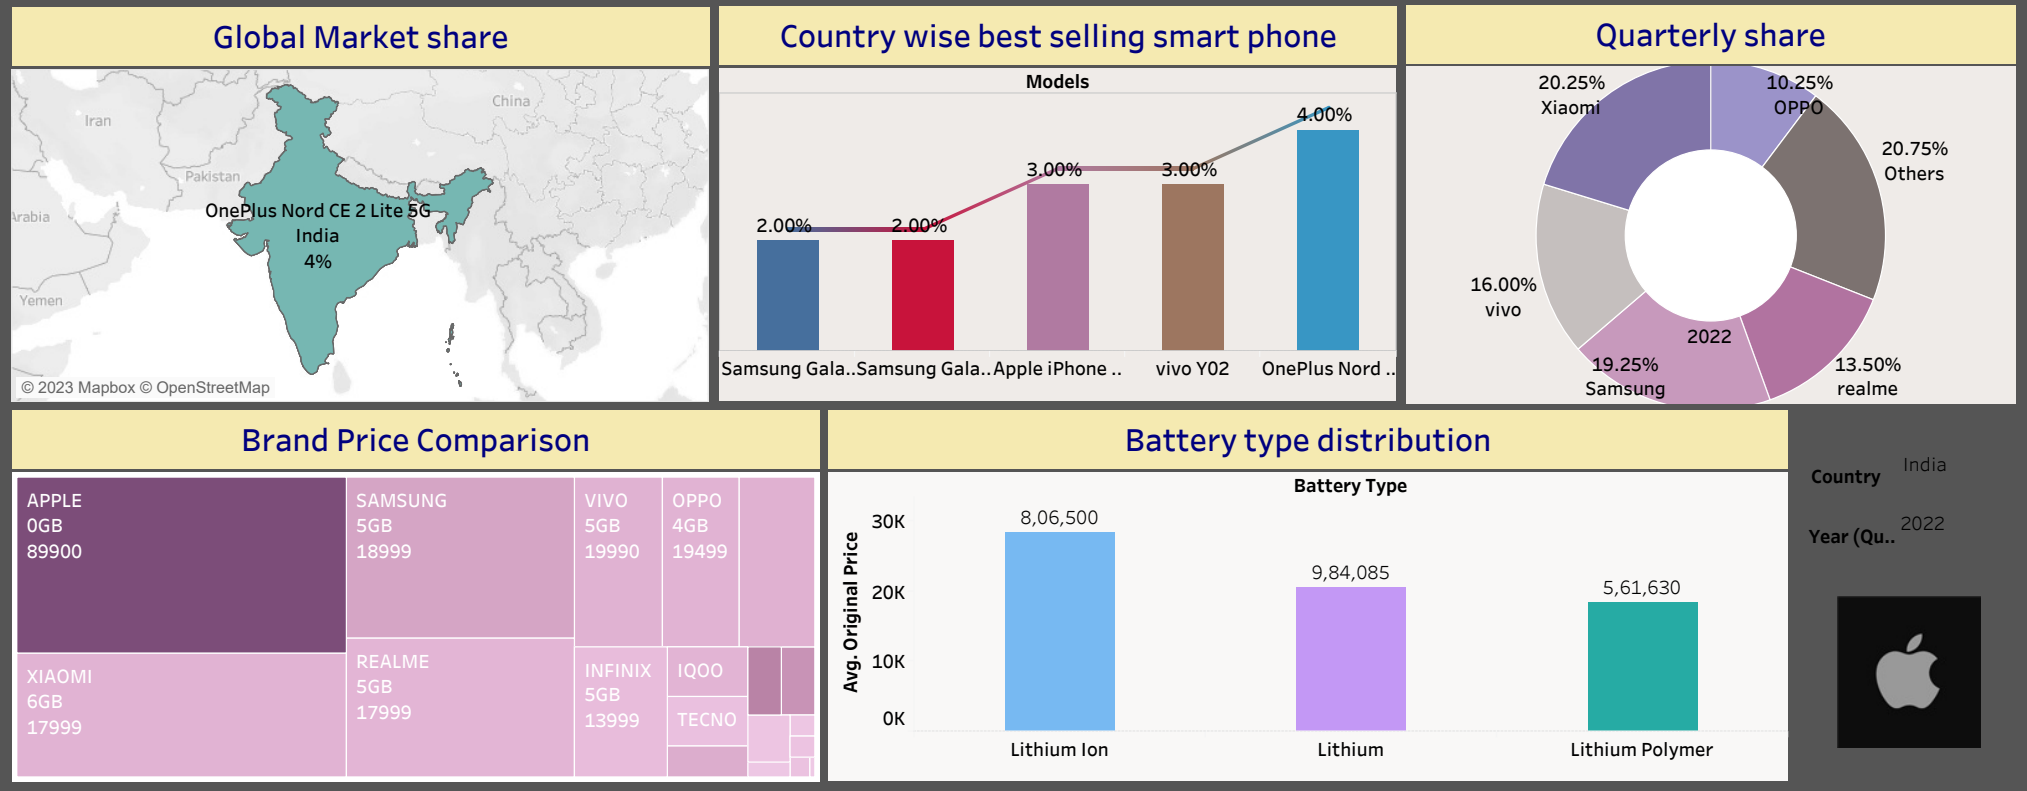 Global Market share
Iran
China
Pakistan
Arabia
Yemen
OnePlus Nord CE 2 Lite 5G
India
4%
© 2023 Mapbox © OpenStreetMap
Country wise best selling smart phone
Models
2.00%
2.00%
3.00%
3.00%
4.00%
Samsung Gala..
Samsung Gala..
Apple iPhone ..
vivo Y02
OnePlus Nord ..
Quarterly share
20.25%
Xiaomi
10.25%
OPPO
20.75%
Others
16.00%
vivo
2022
19.25%
Samsung
13.50%
realme
Brand Price Comparison
APPLE
0GB
89900
SAMSUNG
5GB
18999
VIVO
5GB
19990
OPPO
4GB
19499
XIAOMI
6GB
17999
REALME
5GB
17999
INFINIX
5GB
13999
IQOO
TECNO
Battery type distribution
Battery Type
Avg. Original Price
30K
20K
10K
0K
8,06,500
9,84,085
5,61,630
Lithium Ion
Lithium
Lithium Polymer
Country
India
Year (Qu..
2022